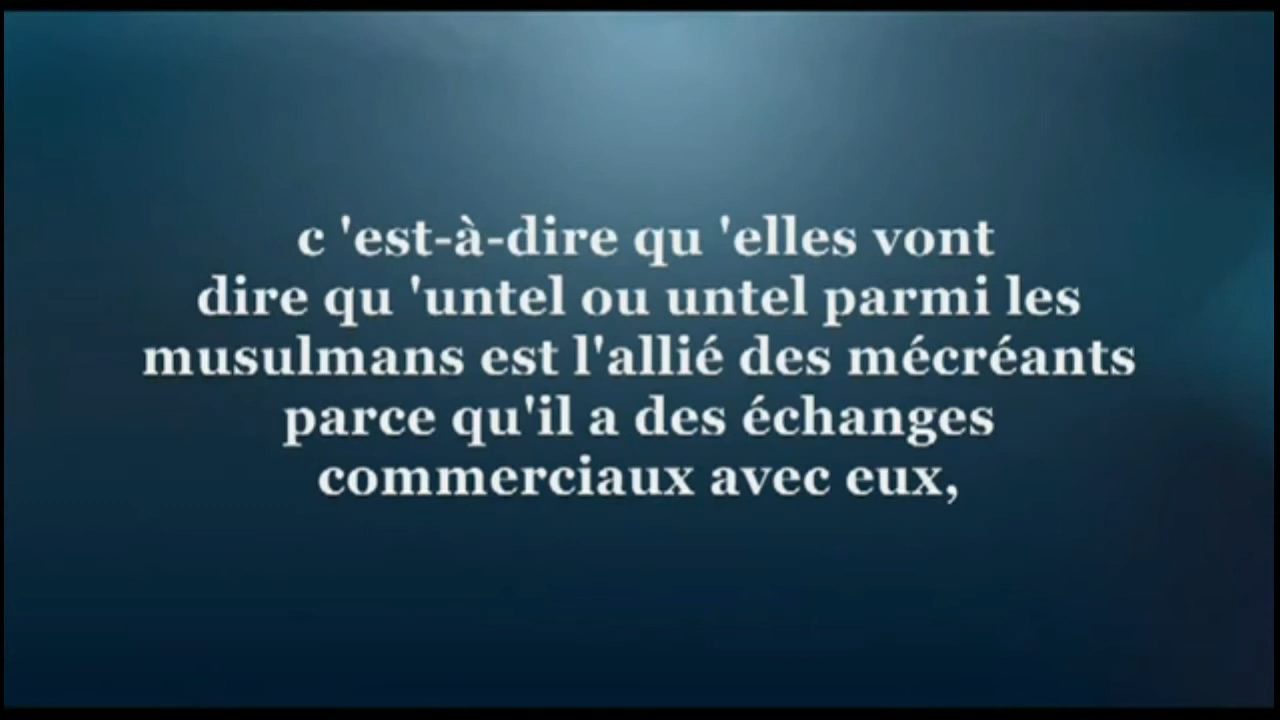 c 'est-à-dire qu 'elles vont
dire qu 'untel ou untel parmi les
musulmans est l'allié des mécréants
parce qu'il a des échanges
commerciaux avec eux,